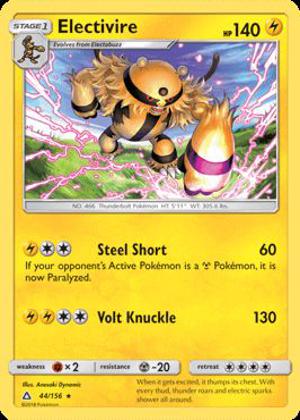 STAGE 1
Electivire
HP 140
Evolves from Electabuzz
NO. 466 Thunderbolt Pokémon HT: 5'11" WT: 305.6 lbs.
Steel Short 60
If your opponent's Active Pokémon is a Pokémon, it is
now Paralyzed.
Volt Knuckle 130
weakness × 2 resistance -20 retreat
Illus. Anesaki Dynamic
44/156 ★
©2018 Pokémon
When it gets excited, it thumps its chest. With
every thud, thunder roars and electric sparks
shower all around.